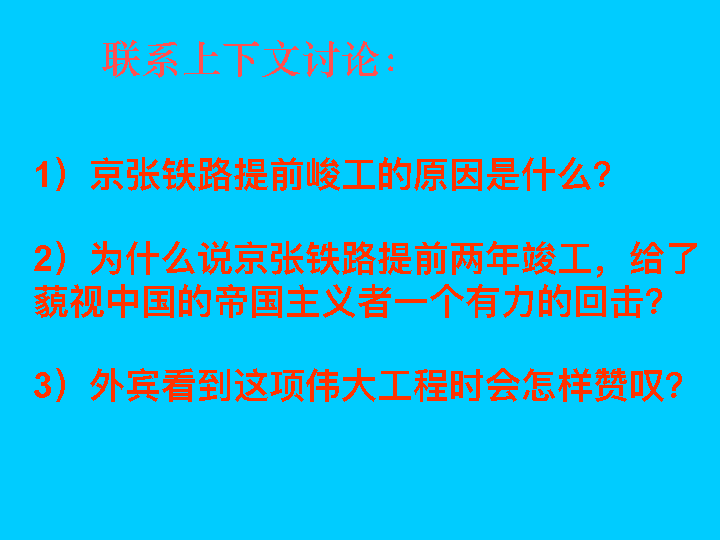 联系上下文讨论：
1）京张铁路提前峻工的原因是什么？
2）为什么说京张铁路提前两年竣工，给了
藐视中国的帝国主义者一个有力的回击？
3）外宾看到这项伟大工程时会怎样赞叹？